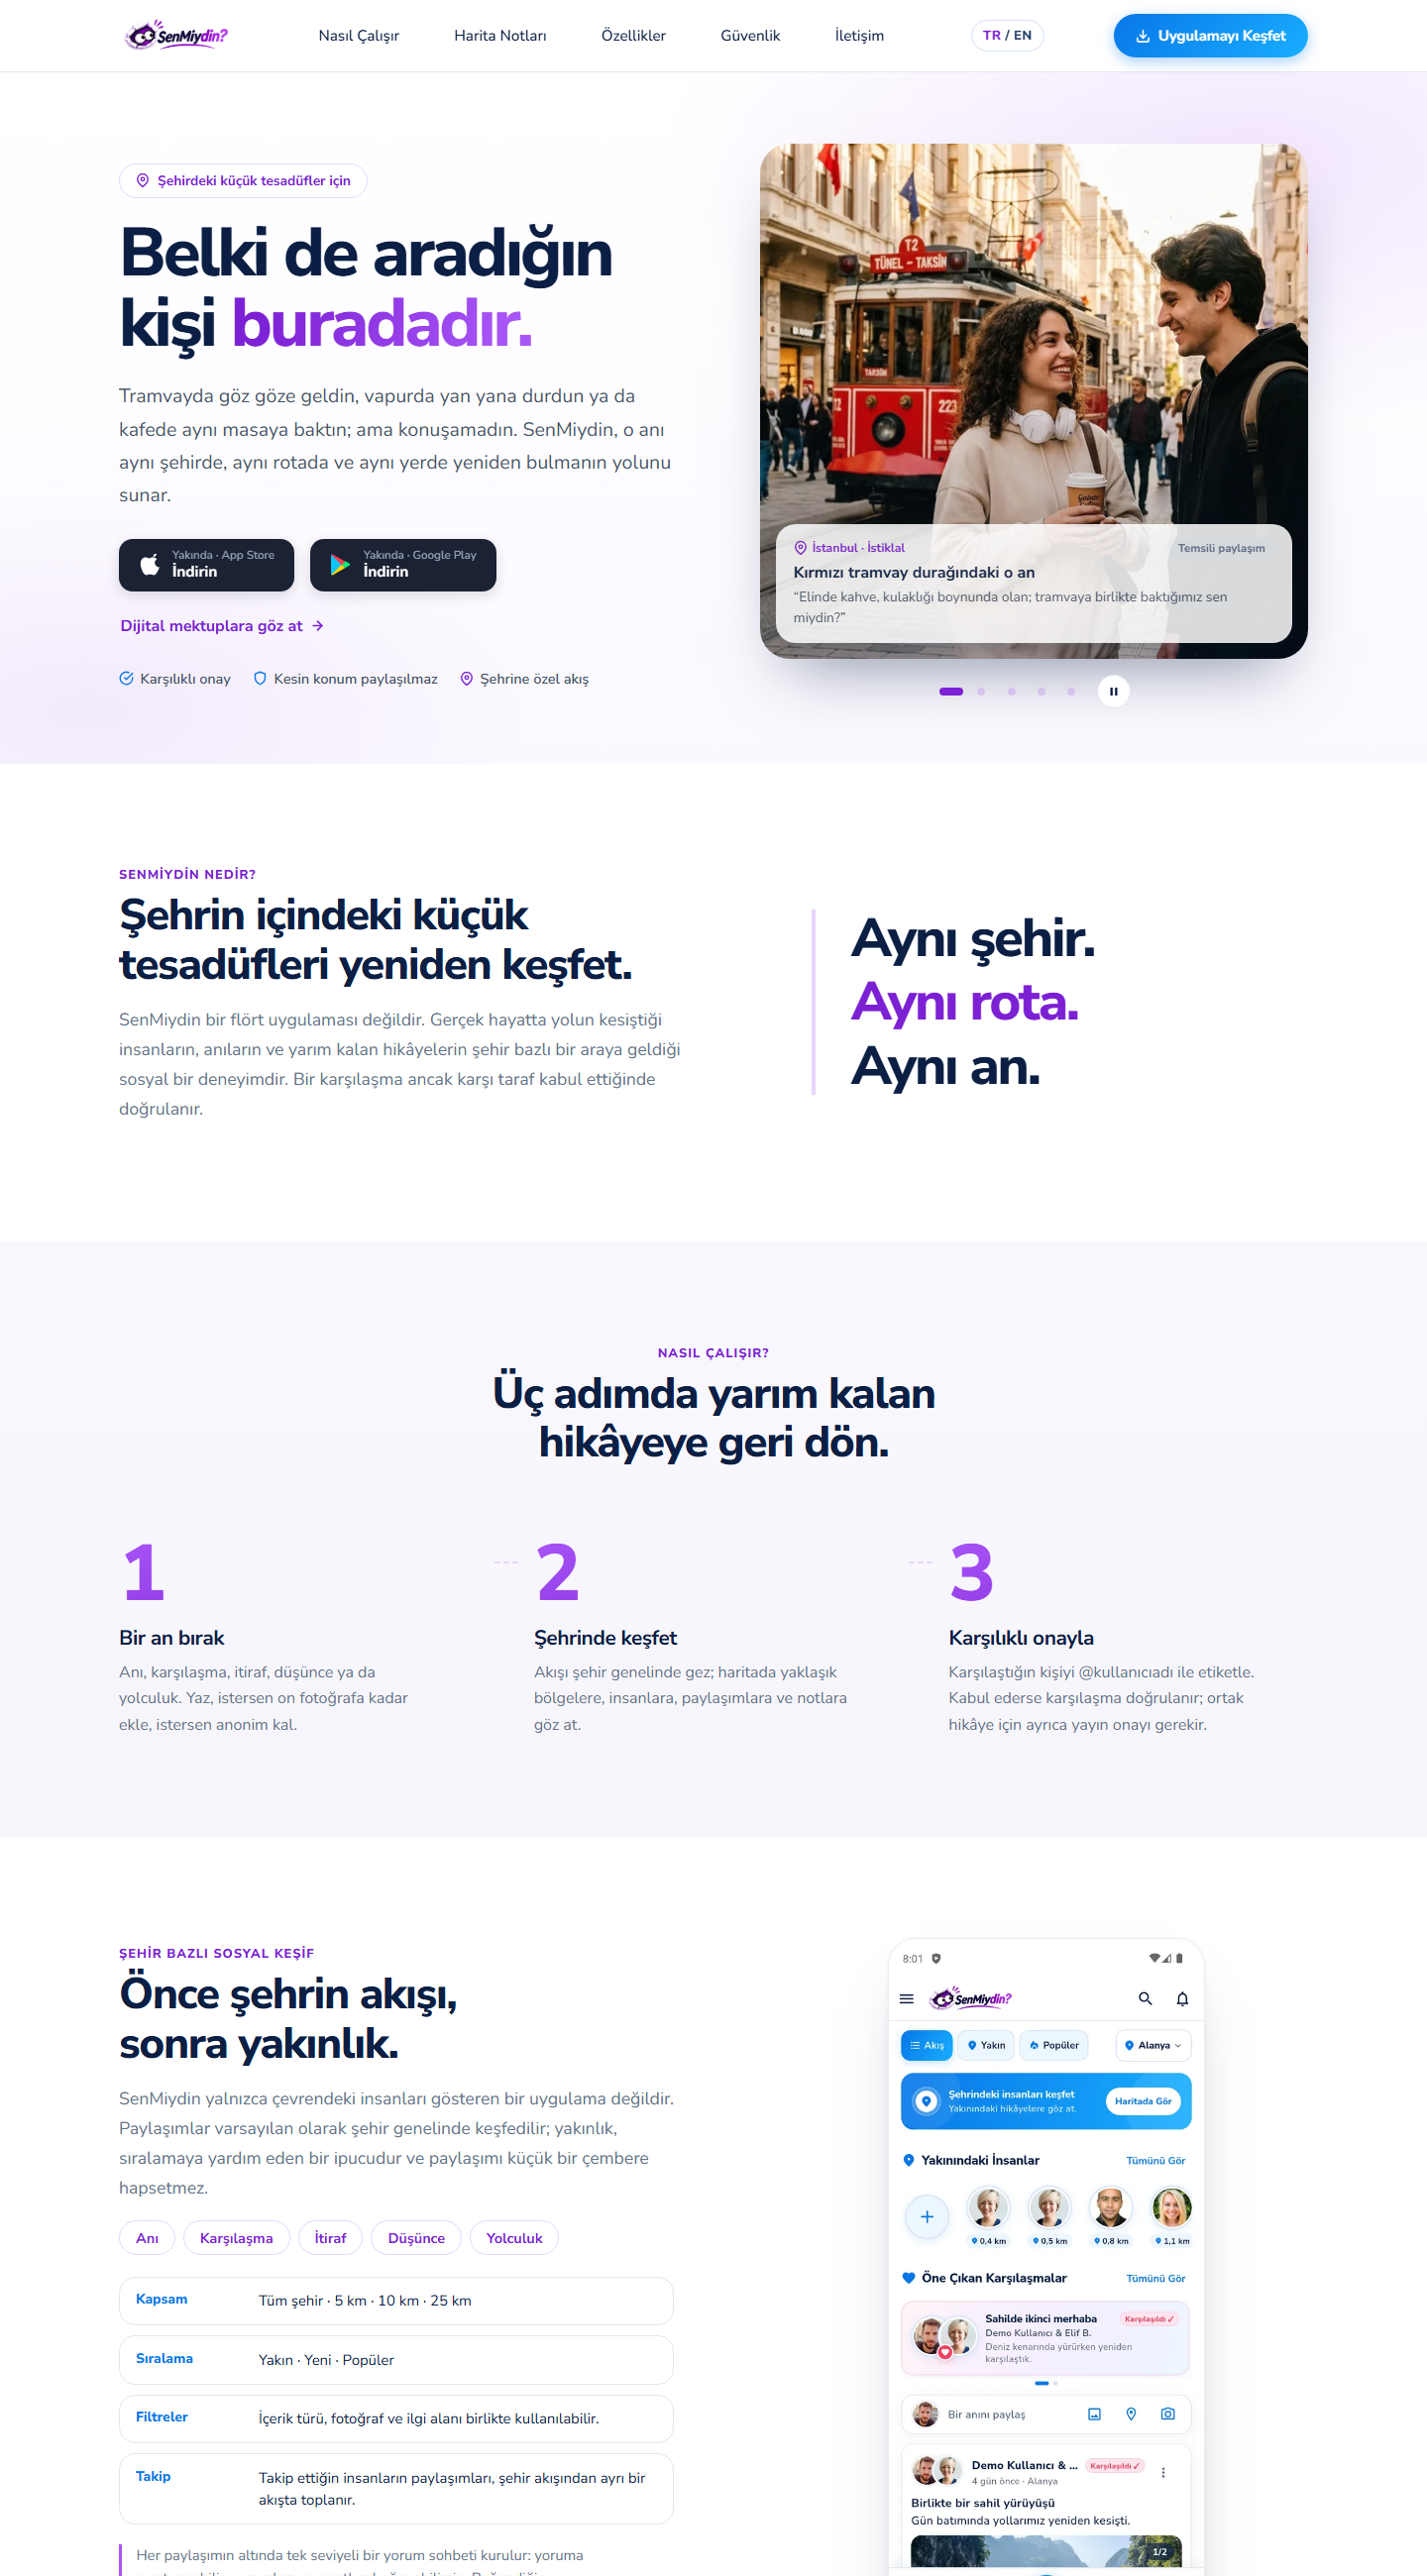 SenMiydin?
Nasıl Çalışır
Harita Notları
Özellikler
Güvenlik
İletişim
TR / EN
Uygulamayı Keşfet
Şehirdeki küçük tesadüfler için
Belki de aradığın
kişi buradadır.
Tramvayda göz göze geldin, vapurda yan yana durdun ya da
kafede aynı masaya baktın; ama konuşamadın. SenMiydin, o anı
aynı şehirde, aynı rotada ve aynı yerde yeniden bulmanın yolunu
sunar.
Yakında · App Store
İndirin
Yakında · Google Play
İndirin
Dijital mektuplara göz at
Karşılıklı onay
Kesin konum paylaşılmaz
Şehrine özel akış
T2
TÜNEL - TAKSİM
TAKSİM
223
İstanbul · İstiklal
Temsili paylaşım
Kırmızı tramvay durağındaki o an
“Elinde kahve, kulaklığı boynunda olan; tramvaya birlikte baktığımız sen
miydin?”
SENMİYDİN NEDİR?
Şehrin içindeki küçük
tesadüfleri yeniden keşfet.
SenMiydin bir flört uygulaması değildir. Gerçek hayatta yolun kesiştiği
insanların, anıların ve yarım kalan hikâyelerin şehir bazlı bir araya geldiği
sosyal bir deneyimdir. Bir karşılaşma ancak karşı taraf kabul ettiğinde
doğrulanır.
Aynı şehir.
Aynı rota.
Aynı an.
NASIL ÇALIŞIR?
Üç adımda yarım kalan
hikâyeye geri dön.
1
Bir an bırak
Anı, karşılaşma, itiraf, düşünce ya da
yolculuk. Yaz, istersen on fotoğrafa kadar
ekle, istersen anonim kal.
2
Şehrinde keşfet
Akışı şehir genelinde gez; haritada yaklaşık
bölgelere, insanlara, paylaşımlara ve notlara
göz at.
3
Karşılıklı onayla
Karşılaştığın kişiyi @kullanıcıadı ile etiketle.
Kabul ederse karşılaşma doğrulanır; ortak
hikâye için ayrıca yayın onayı gerekir.
ŞEHİR BAZLI SOSYAL KEŞİF
Önce şehrin akışı,
sonra yakınlık.
SenMiydin yalnızca çevrendeki insanları gösteren bir uygulama değildir.
Paylaşımlar varsayılan olarak şehir genelinde keşfedilir; yakınlık,
sıralamaya yardım eden bir ipucudur ve paylaşımı küçük bir çembere
hapsetmez.
Anı
Karşılaşma
İtiraf
Düşünce
Yolculuk
Kapsam
Tüm şehir · 5 km · 10 km · 25 km
Sıralama
Yakın · Yeni · Popüler
Filtreler
İçerik türü, fotoğraf ve ilgi alanı birlikte kullanılabilir.
Takip
Takip ettiğin insanların paylaşımları, şehir akışından ayrı bir
akışta toplanır.
Her paylaşımın altında tek seviyeli bir yorum sohbeti kurulur: yoruma
8:01
SenMiydin?
Akış
Yakın
Popüler
Alanya
Şehrindeki insanları keşfet
Yakınındaki hikâyelere göz at.
Haritada Gör
Yakınındaki İnsanlar
Tümünü Gör
0,4 km
0,5 km
0,8 km
1,1 km
Öne Çıkan Karşılaşmalar
Tümünü Gör
Sahilde ikinci merhaba
Karşılaşıldı ✓
Demo Kullanıcı & Elif B.
Deniz kenarında yürürken yeniden
karşılaştık.
Bir anını paylaş
Demo Kullanıcı & ...
Karşılaşıldı ✓
4 gün önce · Alanya
Birlikte bir sahil yürüyüşü
Gün batımında yollarımız yeniden kesişti.
1/2